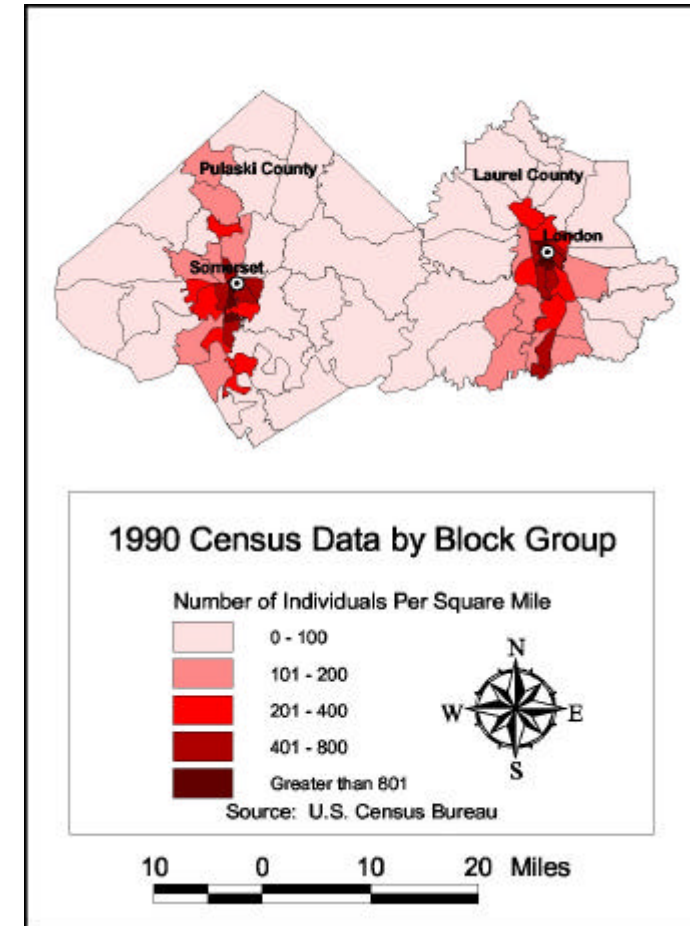 Pulaski County
Laurel County
London
Somerset
1990 Census Data by Block Group
Number of Individuals Per Square Mile
0 - 100
101 - 200
201 - 400
401 - 800
Greater than 801
Source: U.S. Census Bureau
N
W E
S
10 0 10 20 Miles